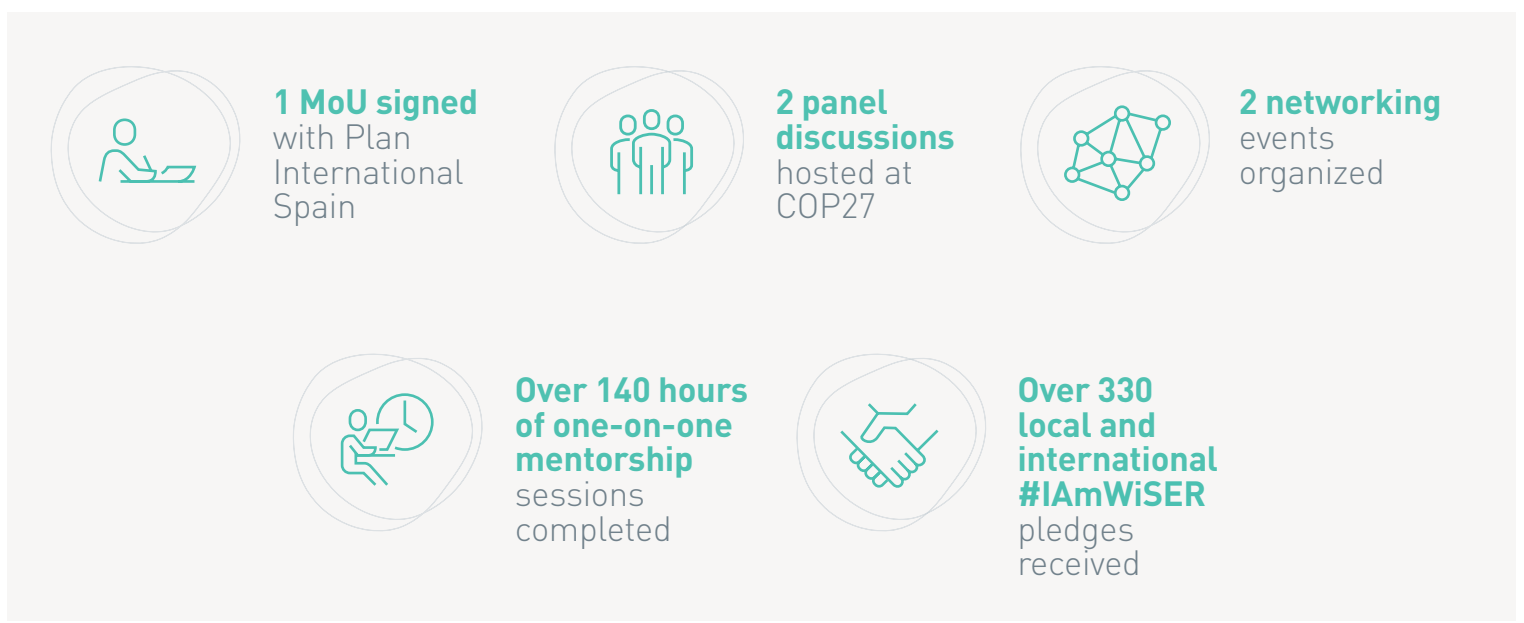 1 MoU signed
with Plan
International
Spain
2 panel
discussions
hosted at
COP27
2 networking
events
organized
Over 140 hours
of one-on-one
mentorship
sessions
completed
Over 330
local and
international
#IAmWiSER
pledges
received